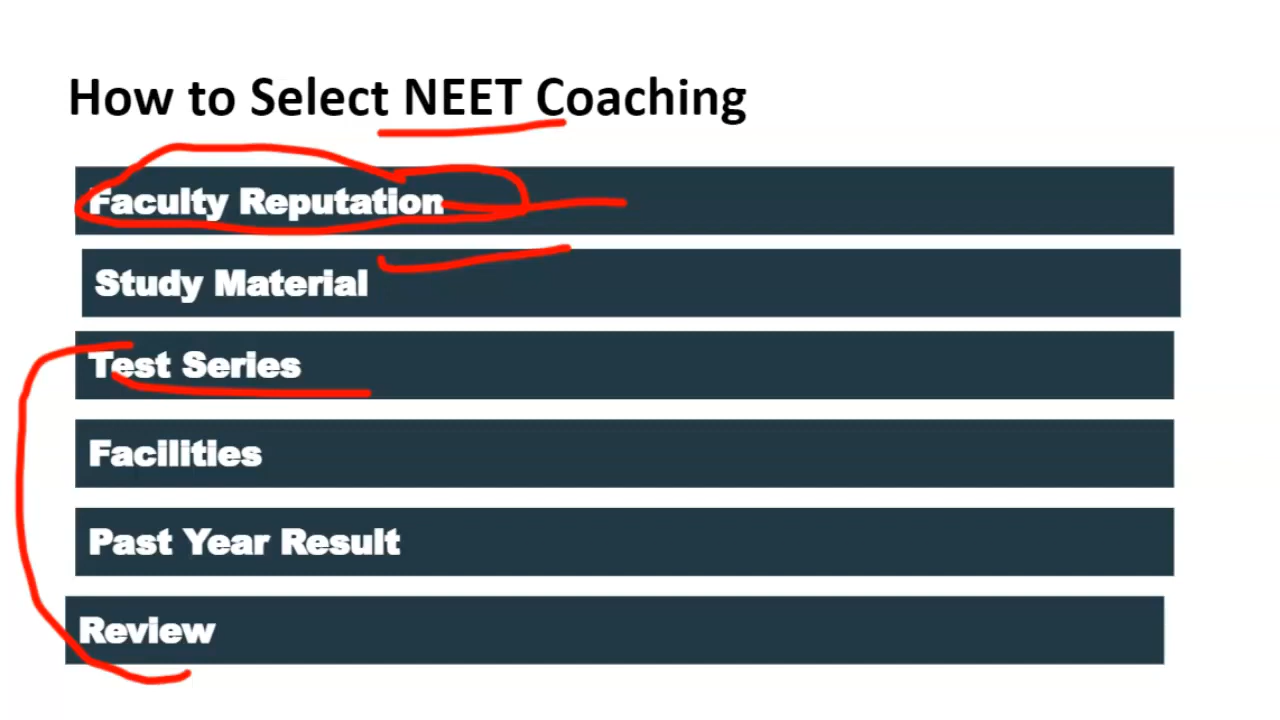 How to Select NEET Coaching
Faculty Reputation
Study Material
Test Series
Facilities
Past Year Result
Review